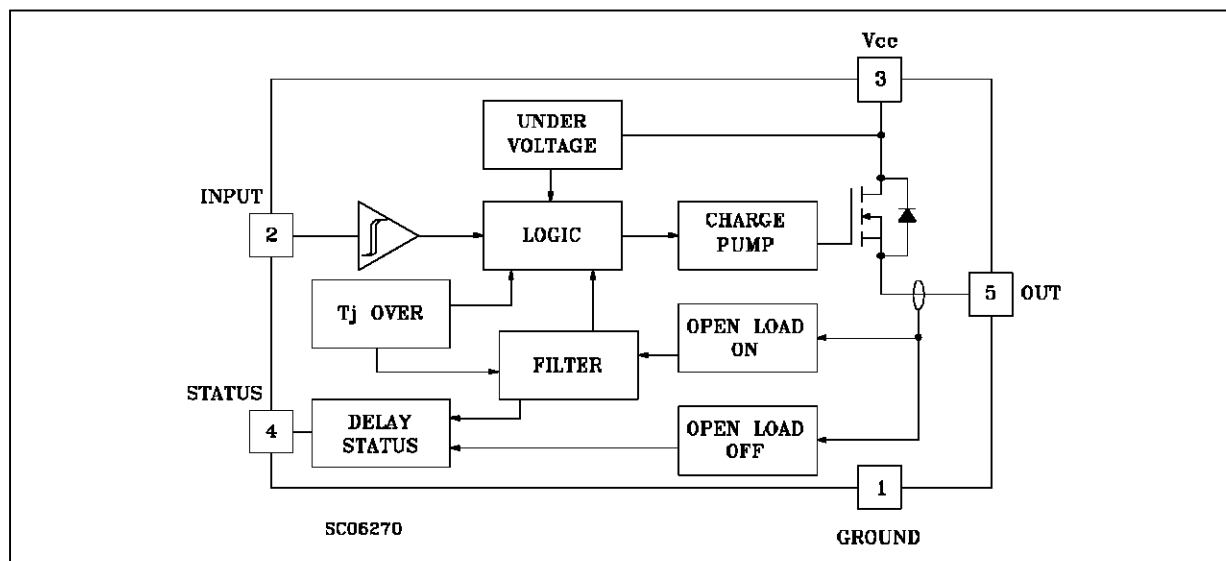 Vcc
3
UNDER
VOLTAGE
INPUT
2
LOGIC
CHARGE
PUMP
5
OUT
Tj OVER
OPEN LOAD
ON
FILTER
STATUS
4
DELAY
STATUS
OPEN LOAD
OFF
1
SC06270
GROUND